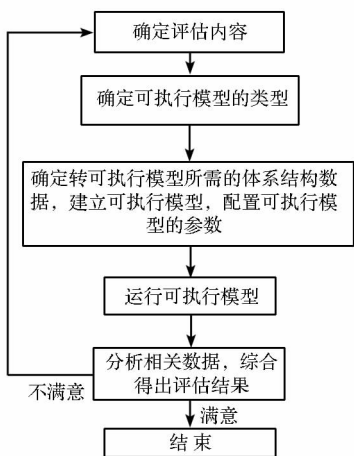 确定评估内容
确定可执行模型的类型
确定转可执行模型所需的体系结构数
据，建立可执行模型，配置可执行模
型的参数
运行可执行模型
分析相关数据，综合
得出评估结果
不满意
满意
结 束